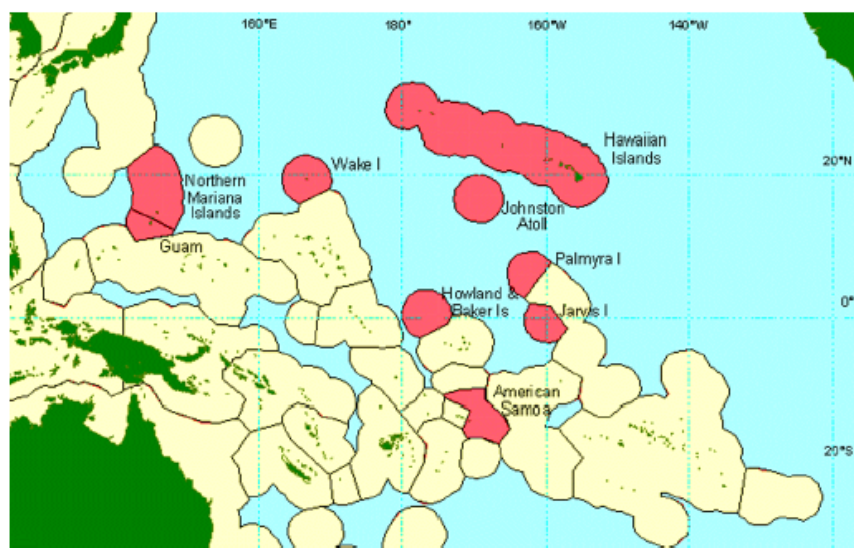 160°E
180°
160°W
140°W
Hawaiian
Islands
Wake I
20°N
Northern
Mariana
Islands
Johnston
Atoll
Guam
Palmyra I
Howland &
Baker Is
0°
Jarvis I
American
Samoa
20°S